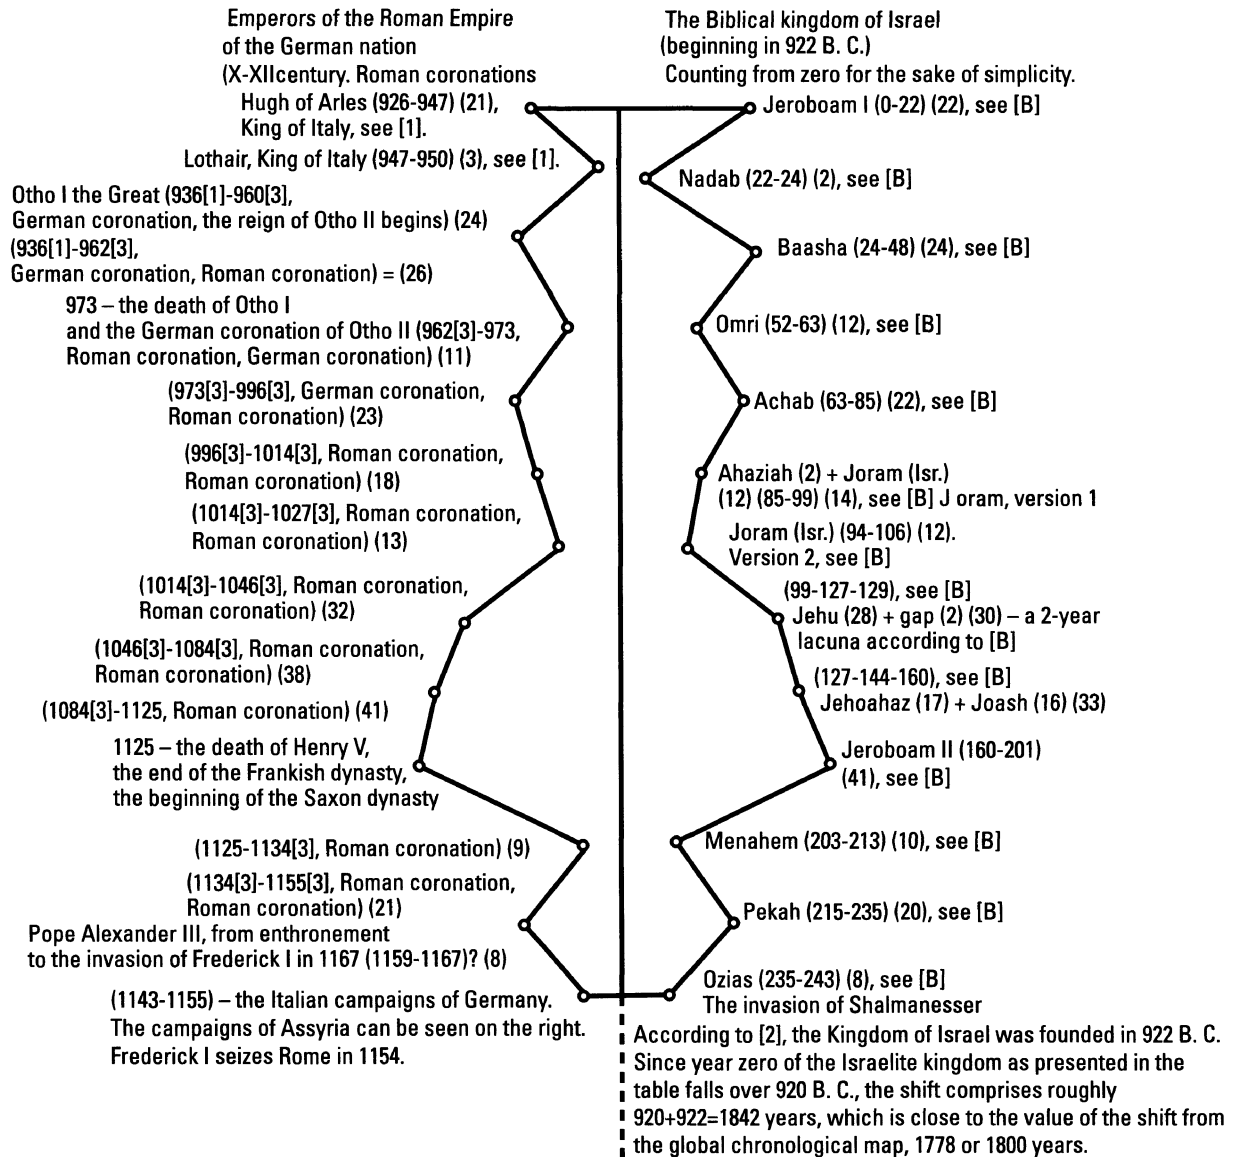 Emperors of the Roman Empire
of the German nation
(X-XIIcentury. Roman coronations
Hugh of Arles (926-947) (21),
King of Italy, see [1].
Lothair, King of Italy (947-950) (3), see [1].
Otho I the Great (936[1]-960[3],
German coronation, the reign of Otho II begins) (24)
(936[1]-962[3],
German coronation, Roman coronation) = (26)
973 – the death of Otho I
and the German coronation of Otho II (962[3]-973,
Roman coronation, German coronation) (11)
(973[3]-996[3], German coronation,
Roman coronation) (23)
(996[3]-1014[3], Roman coronation,
Roman coronation) (18)
(1014[3]-1027[3], Roman coronation,
Roman coronation) (13)
(1014[3]-1046[3], Roman coronation,
Roman coronation) (32)
(1046[3]-1084[3], Roman coronation,
Roman coronation) (38)
(1084[3]-1125, Roman coronation) (41)
1125 – the death of Henry V,
the end of the Frankish dynasty,
the beginning of the Saxon dynasty
(1125-1134[3], Roman coronation) (9)
(1134[3]-1155[3], Roman coronation,
Roman coronation) (21)
Pope Alexander III, from enthronement
to the invasion of Frederick I in 1167 (1159-1167)? (8)
(1143-1155) – the Italian campaigns of Germany.
The campaigns of Assyria can be seen on the right.
Frederick I seizes Rome in 1154.
The Biblical kingdom of Israel
(beginning in 922 B. C.)
Counting from zero for the sake of simplicity.
Jeroboam I (0-22) (22), see [B]
Nadab (22-24) (2), see [B]
Baasha (24-48) (24), see [B]
Omri (52-63) (12), see [B]
Achab (63-85) (22), see [B]
Ahaziah (2) + Joram (Isr.)
(12) (85-99) (14), see [B] J oram, version 1
Joram (Isr.) (94-106) (12).
Version 2, see [B]
(99-127-129), see [B]
Jehu (28) + gap (2) (30) – a 2-year
lacuna according to [B]
(127-144-160), see [B]
Jehoahaz (17) + Joash (16) (33)
Jeroboam II (160-201)
(41), see [B]
Menahem (203-213) (10), see [B]
Pekah (215-235) (20), see [B]
Ozias (235-243) (8), see [B]
The invasion of Shalmanesser
According to [2], the Kingdom of Israel was founded in 922 B. C.
Since year zero of the Israelite kingdom as presented in the
table falls over 920 B. C., the shift comprises roughly
920+922=1842 years, which is close to the value of the shift from
the global chronological map, 1778 or 1800 years.